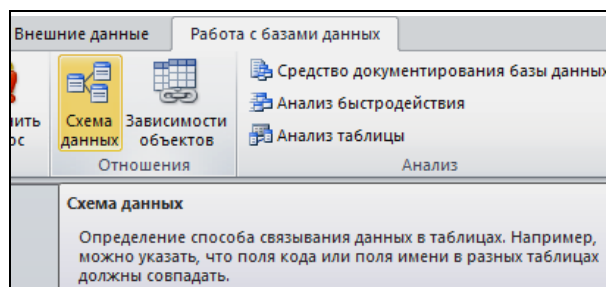 Внешние данные Работа с базами данных
Схема данных
Зависимости объектов
Средство документирования базы данных
Анализ быстродействия
Анализ таблицы
Отношения Анализ
Схема данных
Определение способа связывания данных в таблицах. Например,
можно указать, что поля кода или поля имени в разных таблицах
должны совпадать.